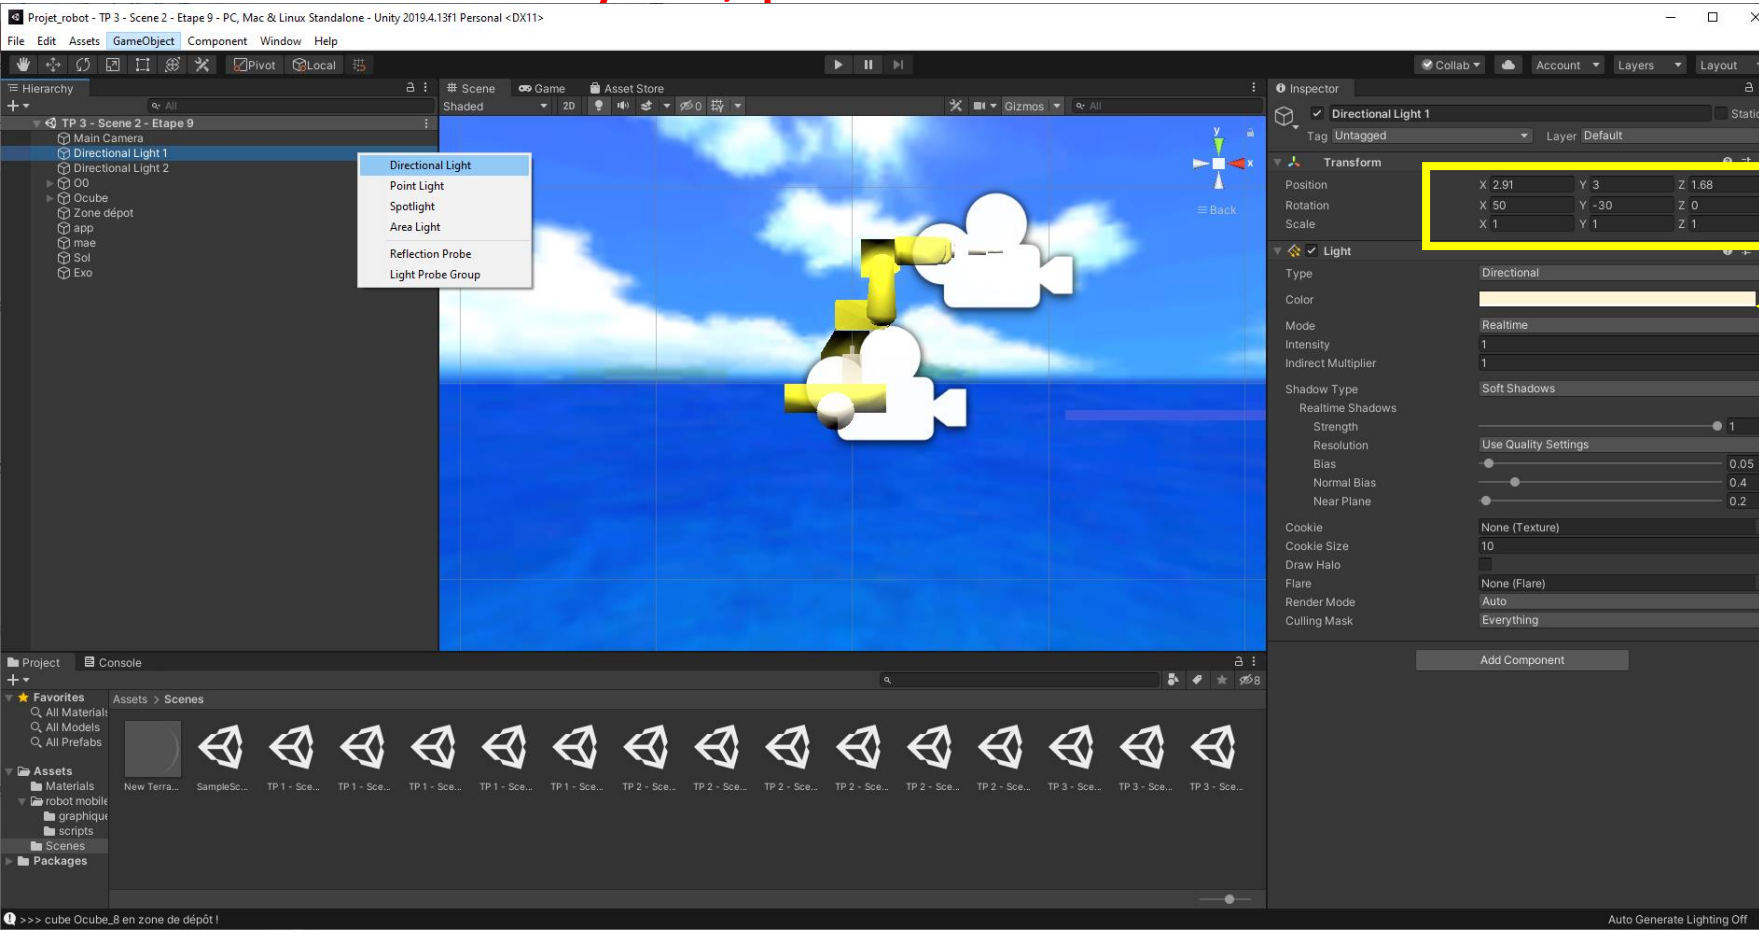 Projet_robot - TP 3 - Scene 2 - Etape 9 - PC, Mac & Linux Standalone - Unity 2019.4.13f1 Personal <DX11>
File Edit Assets GameObject Component Window Help
Pivot Local
Collab Account Layers Layout
Hierarchy
All
TP 3 - Scene 2 - Etape 9
Main Camera
Directional Light 1
Directional Light 2
O0
Ocube
Zone dépot
app
mae
Sol
Exo
Directional Light
Point Light
Spotlight
Area Light
Reflection Probe
Light Probe Group
Scene Game Asset Store
Shaded 2D 0 Gizmos All
y
x
Back
Inspector
Directional Light 1 Static
Tag Untagged Layer Default
Transform
Position X 2.91 Y 3 Z 1.68
Rotation X 50 Y -30 Z 0
Scale X 1 Y 1 Z 1
Light
Type Directional
Color
Mode Realtime
Intensity 1
Indirect Multiplier 1
Shadow Type Soft Shadows
Realtime Shadows
Strength 1
Resolution Use Quality Settings
Bias 0.05
Normal Bias 0.4
Near Plane 0.2
Cookie None (Texture)
Cookie Size 10
Draw Halo
Flare None (Flare)
Render Mode Auto
Culling Mask Everything
Add Component
Project Console
8
Favorites
All Materials
All Models
All Prefabs
Assets
Materials
robot mobile
graphique
scripts
Scenes
Packages
Assets > Scenes
New Terra... SampleSc... TP 1 - Sce... TP 1 - Sce... TP 1 - Sce... TP 1 - Sce... TP 1 - Sce... TP 2 - Sce... TP 2 - Sce... TP 2 - Sce... TP 2 - Sce... TP 2 - Sce... TP 2 - Sce... TP 3 - Sce... TP 3 - Sce... TP 3 - Sce...
>>> cube Ocube_8 en zone de dépôt !
Auto Generate Lighting Off